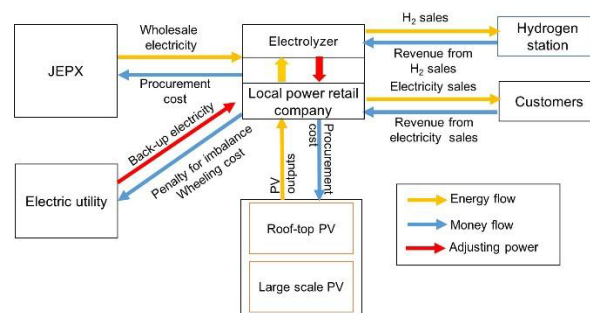 JEPX
Wholesale
electricity
Procurement
cost
Electrolyzer
Local power retail
company
H2 sales
Revenue from
H2 sales
Hydrogen
station
Electricity sales
Revenue from
electricity sales
Customers
Back-up electricity
Penalty for imbalance
Wheeling cost
Electric utility
PV
outputs
Procurement
cost
Roof-top PV
Large scale PV
Energy flow
Money flow
Adjusting power